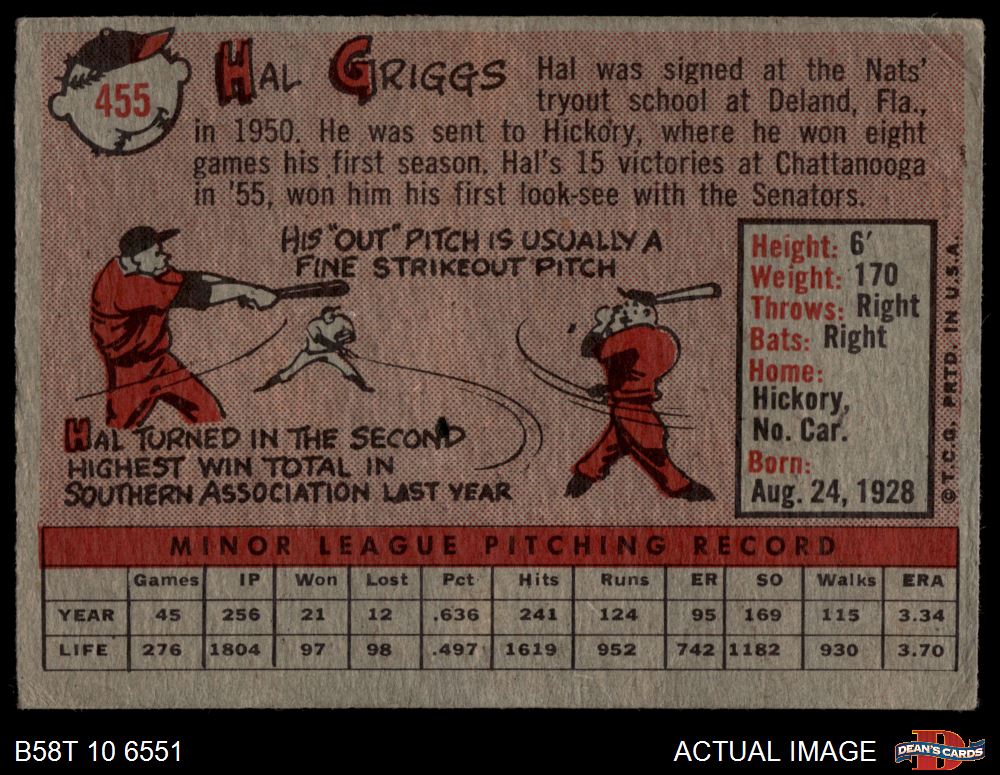 455
HAL GRIGGS
Hal was signed at the Nats'
tryout school at Deland, Fla.,
in 1950. He was sent to Hickory, where he won eight
games his first season. Hal's 15 victories at Chattanooga
in '55, won him his first look-see with the Senators.
HIS "OUT" PITCH IS USUALLY A
FINE STRIKEOUT PITCH
HAL TURNED IN THE SECOND
HIGHEST WIN TOTAL IN
SOUTHERN ASSOCIATION LAST YEAR
Height: 6'
Weight: 170
Throws: Right
Bats: Right
Home:
Hickory,
No. Car.
Born:
Aug. 24, 1928
©T.C.G. PRTD. IN U.S.A.
MINOR LEAGUE PITCHING RECORD
Games IP Won Lost Pct Hits Runs ER SO Walks ERA
YEAR 45 256 21 12 .636 241 124 95 169 115 3.34
LIFE 276 1804 97 98 .497 1619 952 742 1182 930 3.70
B58T 10 6551
ACTUAL IMAGE
DEAN'S CARDS